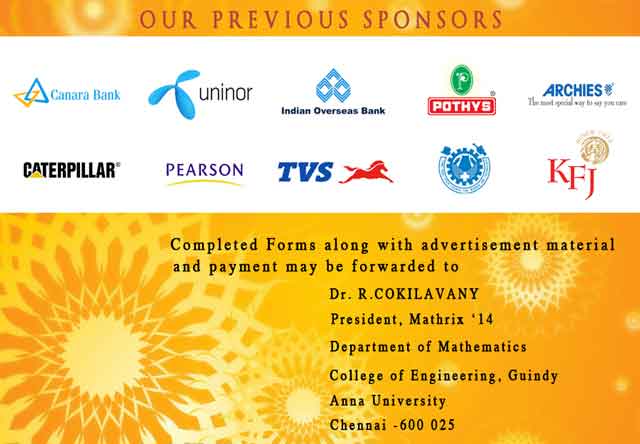 OUR PREVIOUS SPONSORS
Canara Bank
uninor
Indian Overseas Bank
POTHYS
ARCHIES
The most special way to say you care
CATERPILLAR®
PEARSON
TVS
KFJ
Completed Forms along with advertisement material
and payment may be forwarded to
Dr. R.COKILAVANY
President, Mathrix ‘14
Department of Mathematics
College of Engineering, Guindy
Anna University
Chennai -600 025